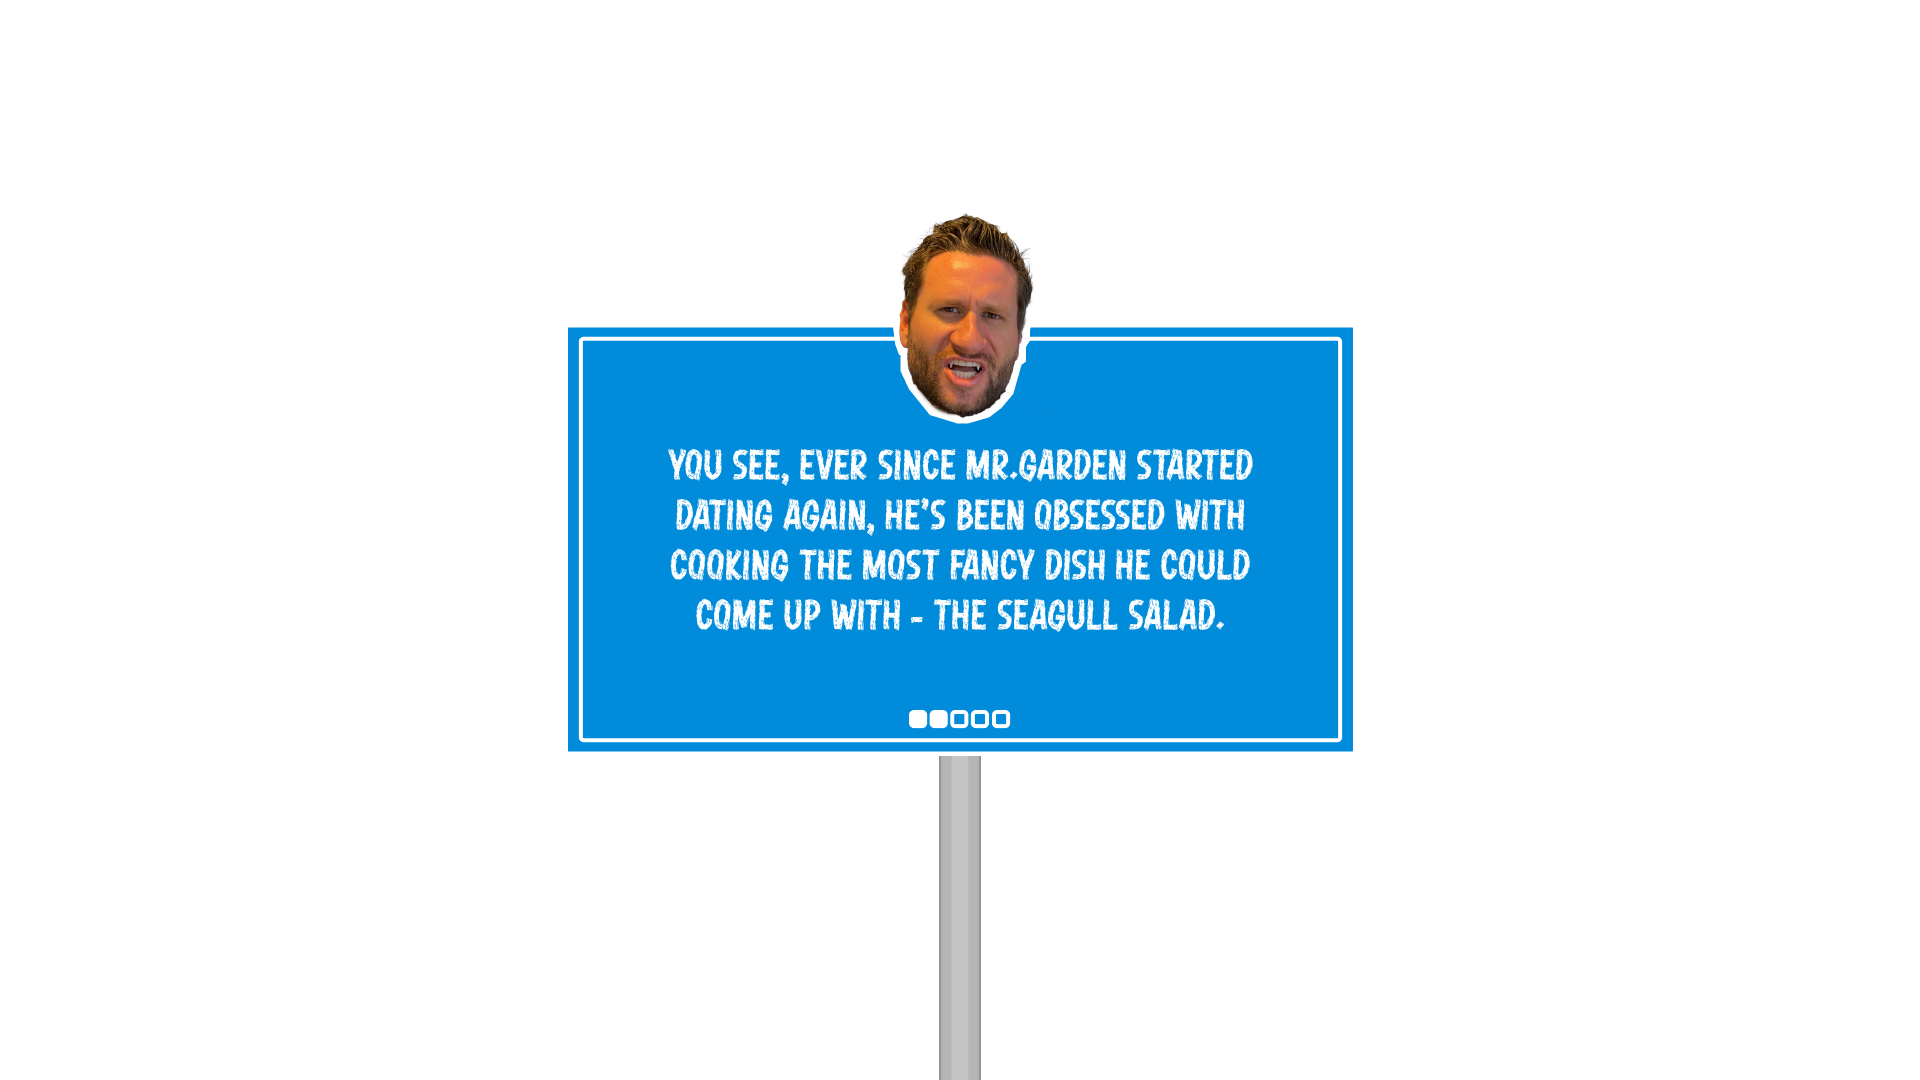 YOU SEE, EVER SINCE MR.GARDEN STARTED
DATING AGAIN, HE'S BEEN OBSESSED WITH
COOKING THE MOST FANCY DISH HE COULD
COME UP WITH - THE SEAGULL SALAD.